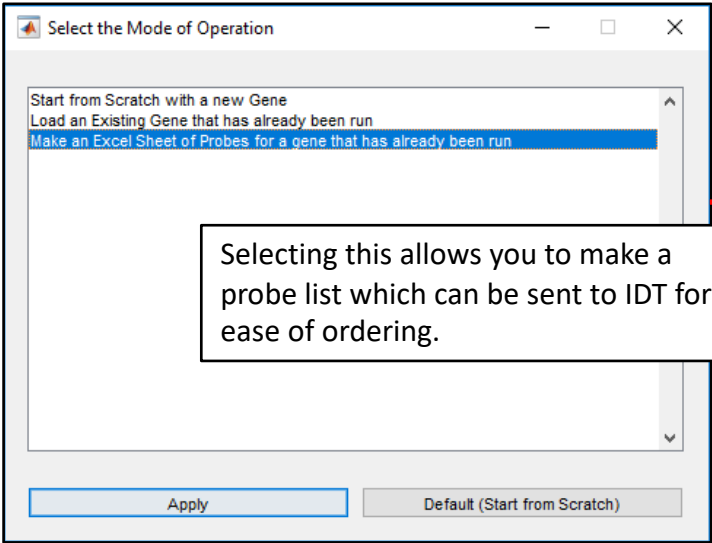 Select the Mode of Operation
Start from Scratch with a new Gene
Load an Existing Gene that has already been run
Make an Excel Sheet of Probes for a gene that has already been run
Selecting this allows you to make a
probe list which can be sent to IDT for
ease of ordering.
Apply
Default (Start from Scratch)